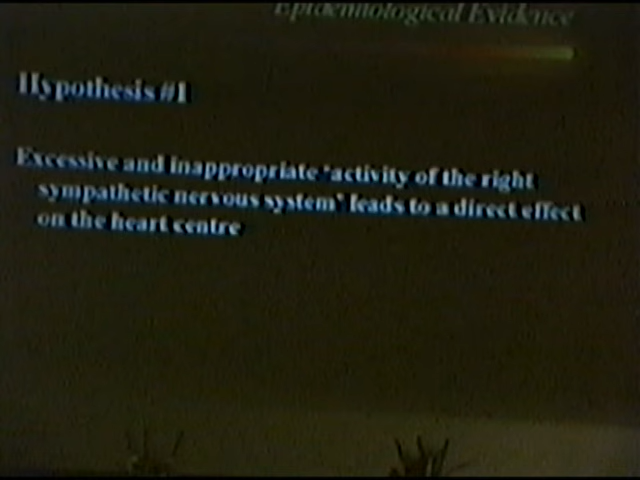 Epidemiological Evidence
Hypothesis #1
Excessive and inappropriate 'activity of the right
sympathetic nervous system' leads to a direct effect
on the heart centre